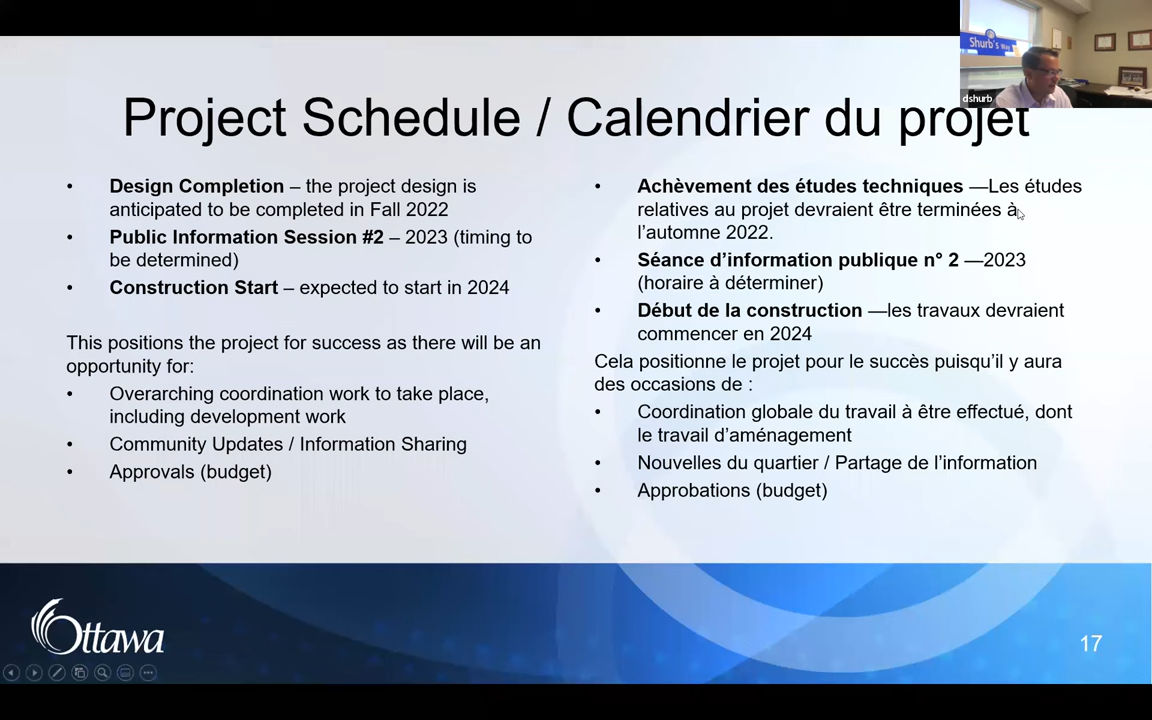 Shurb's Way
dshurb
Project Schedule / Calendrier du projet
• Design Completion – the project design is
anticipated to be completed in Fall 2022
• Public Information Session #2 – 2023 (timing to
be determined)
• Construction Start – expected to start in 2024
This positions the project for success as there will be an
opportunity for:
• Overarching coordination work to take place,
including development work
• Community Updates / Information Sharing
• Approvals (budget)
• Achèvement des études techniques —Les études
relatives au projet devraient être terminées à
l’automne 2022.
• Séance d’information publique n° 2 —2023
(horaire à déterminer)
• Début de la construction —les travaux devraient
commencer en 2024
Cela positionne le projet pour le succès puisqu’il y aura
des occasions de :
• Coordination globale du travail à être effectué, dont
le travail d’aménagement
• Nouvelles du quartier / Partage de l’information
• Approbations (budget)
Ottawa
17